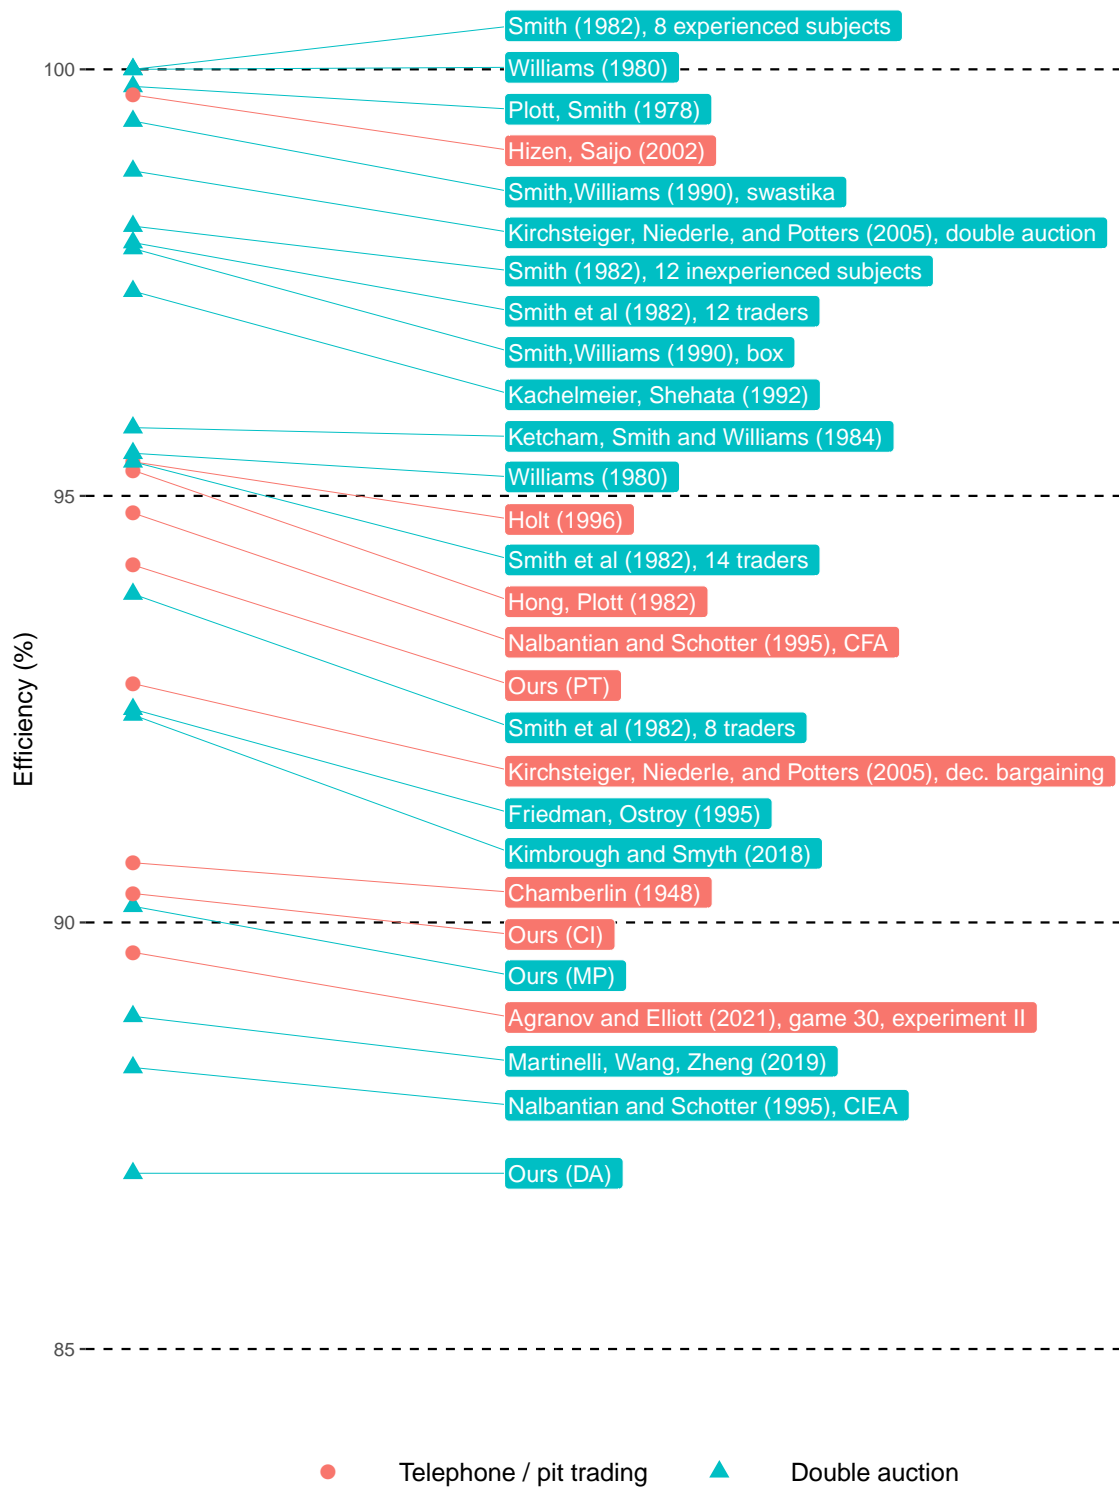 Smith (1982), 8 experienced subjects
100
Williams (1980)
Plott, Smith (1978)
Hizen, Saijo (2002)
Smith,Williams (1990), swastika
Kirchsteiger, Niederle, and Potters (2005), double auction
Smith (1982), 12 inexperienced subjects
Smith et al (1982), 12 traders
Smith,Williams (1990), box
Kachelmeier, Shehata (1992)
Ketcham, Smith and Williams (1984)
Williams (1980)
95
Holt (1996)
Smith et al (1982), 14 traders
Hong, Plott (1982)
Nalbantian and Schotter (1995), CFA
Ours (PT)
Efficiency (%)
Smith et al (1982), 8 traders
Kirchsteiger, Niederle, and Potters (2005), dec. bargaining
Friedman, Ostroy (1995)
Kimbrough and Smyth (2018)
Chamberlin (1948)
90
Ours (CI)
Ours (MP)
Agranov and Elliott (2021), game 30, experiment II
Martinelli, Wang, Zheng (2019)
Nalbantian and Schotter (1995), CIEA
Ours (DA)
85
Telephone / pit trading
Double auction